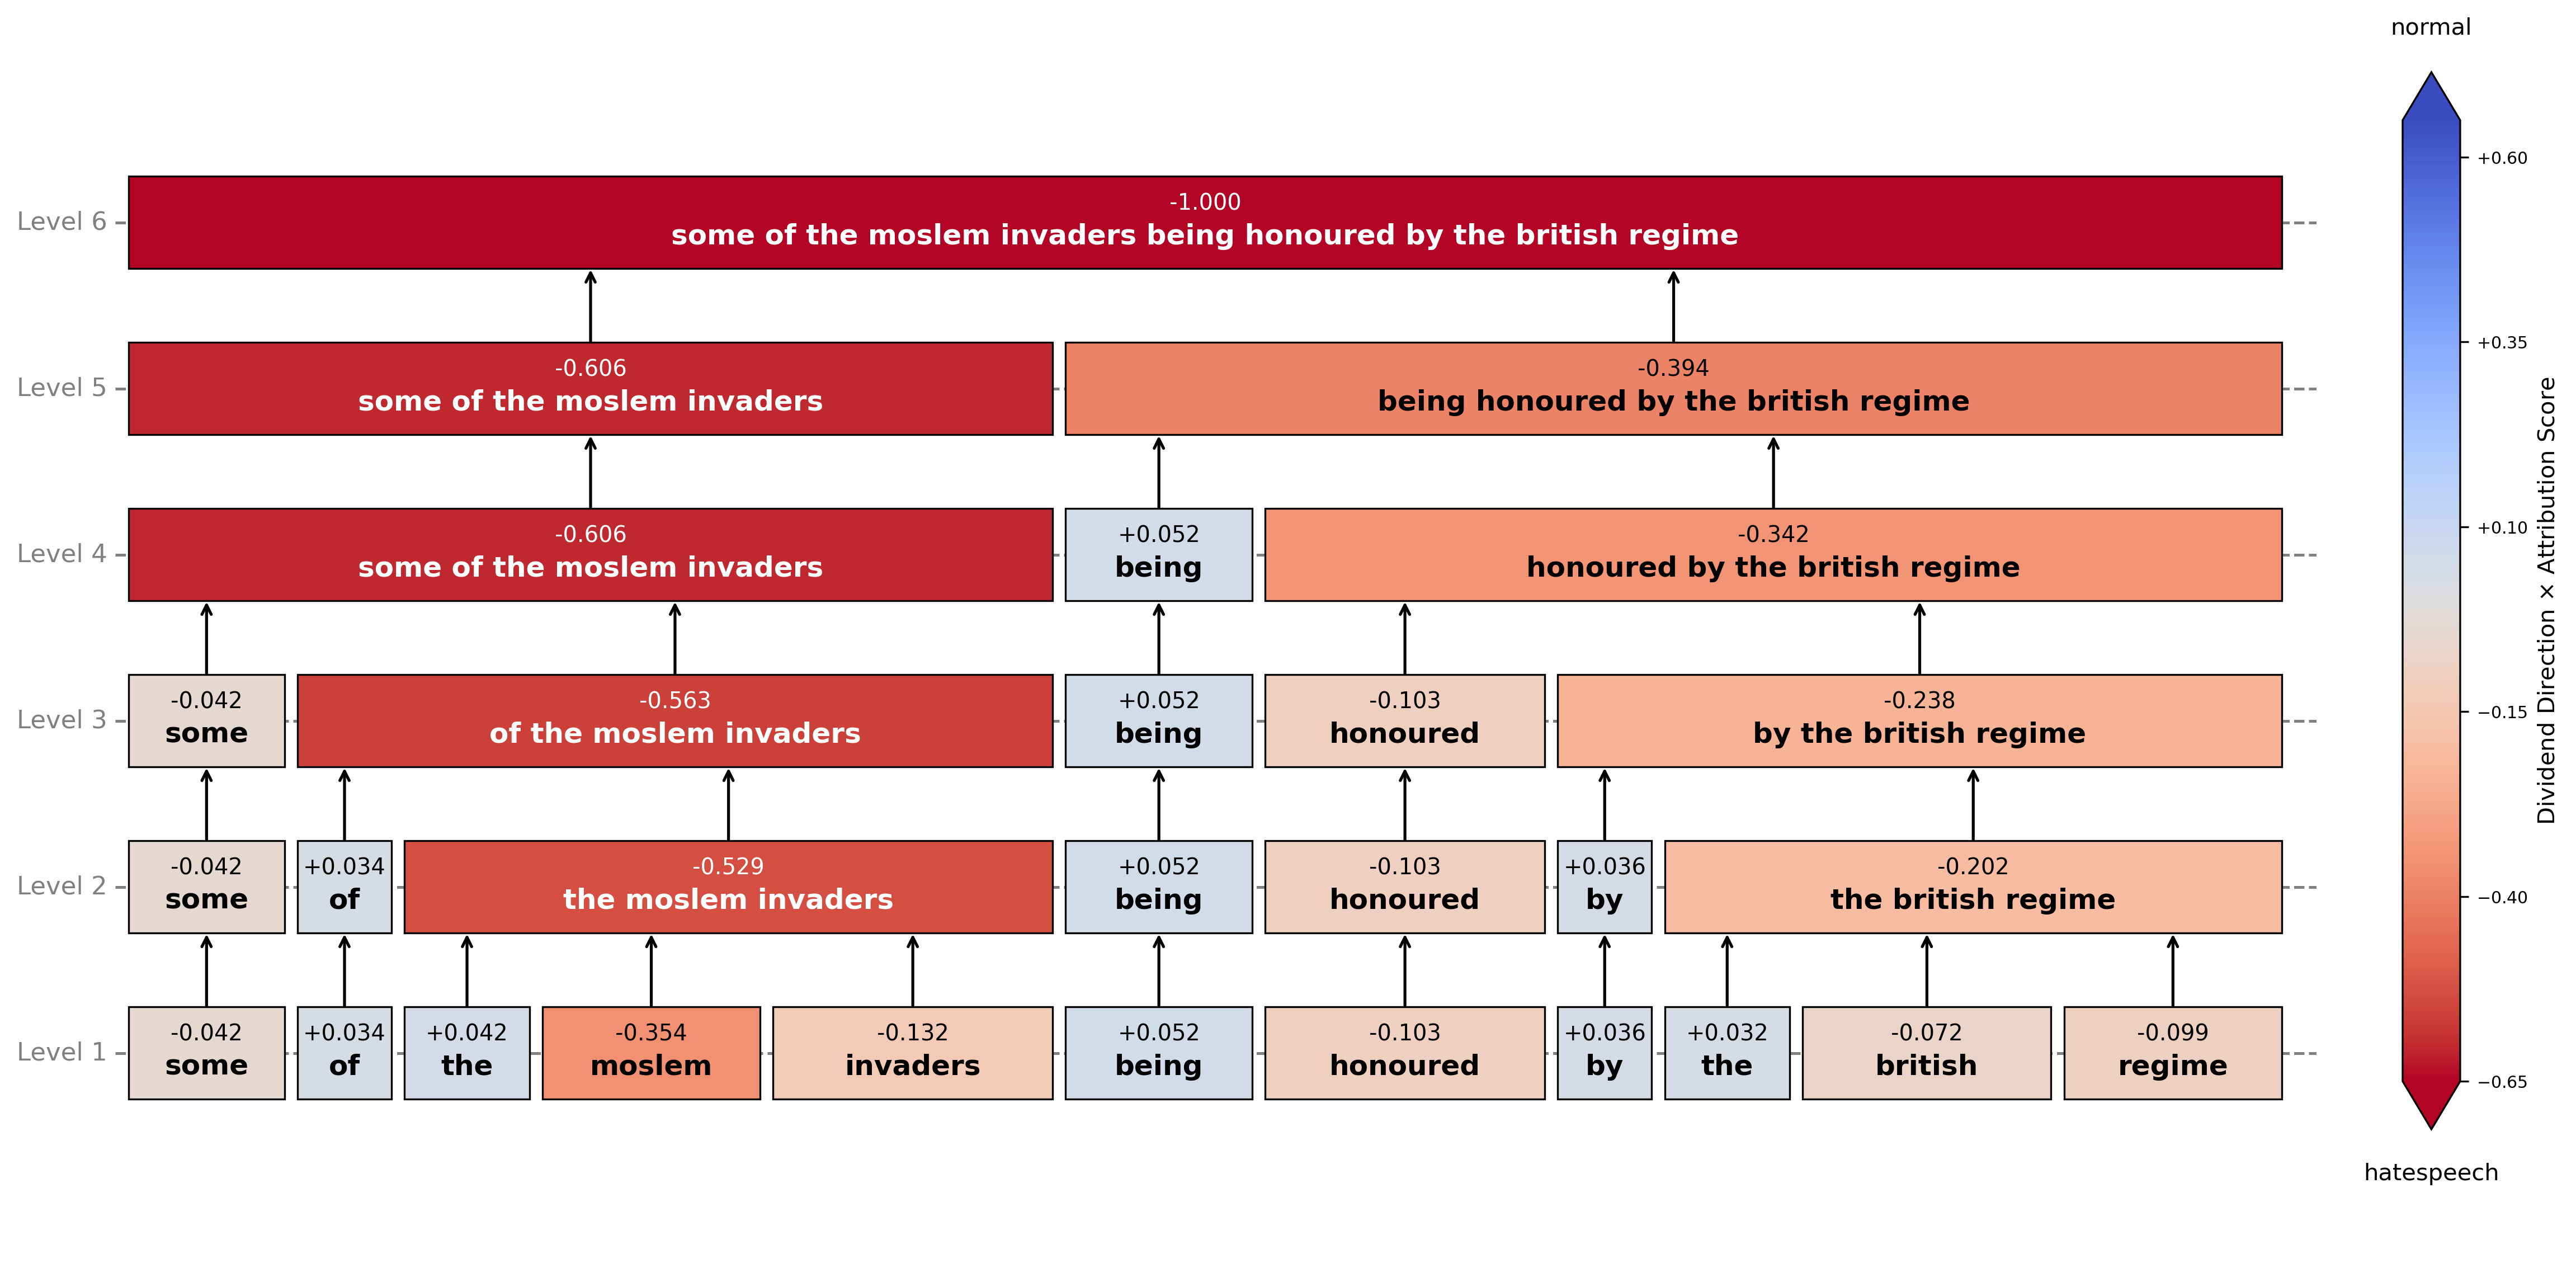 normal
Level 6
-1.000
some of the moslem invaders being honoured by the british regime
Level 5
-0.606
some of the moslem invaders
-0.394
being honoured by the british regime
Level 4
-0.606
some of the moslem invaders
+0.052
being
-0.342
honoured by the british regime
Level 3
-0.042
some
-0.563
of the moslem invaders
+0.052
being
-0.103
honoured
-0.238
by the british regime
Level 2
-0.042
some
+0.034
of
-0.529
the moslem invaders
+0.052
being
-0.103
honoured
+0.036
by
-0.202
the british regime
Level 1
-0.042
some
+0.034
of
+0.042
the
-0.354
moslem
-0.132
invaders
+0.052
being
-0.103
honoured
+0.036
by
+0.032
the
-0.072
british
-0.099
regime
+0.60
+0.35
+0.10
−0.15
−0.40
−0.65
Dividend Direction × Attribution Score
hatespeech